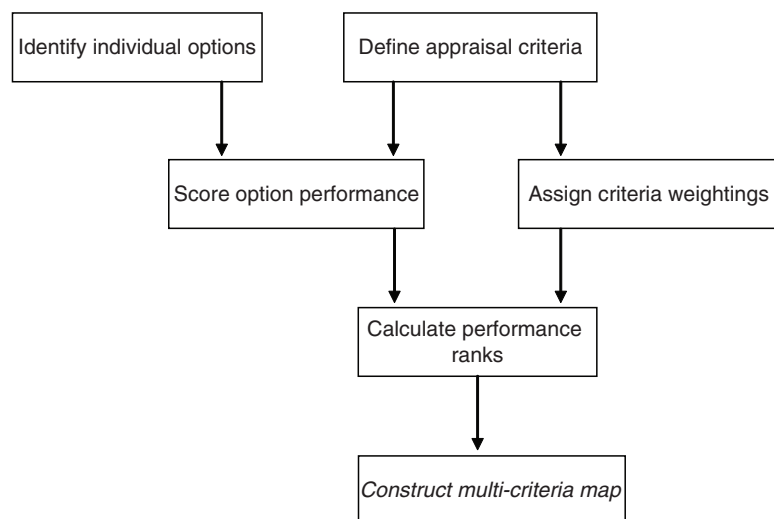 Identify individual options
Define appraisal criteria
Score option performance
Assign criteria weightings
Calculate performance
ranks
Construct multi-criteria map